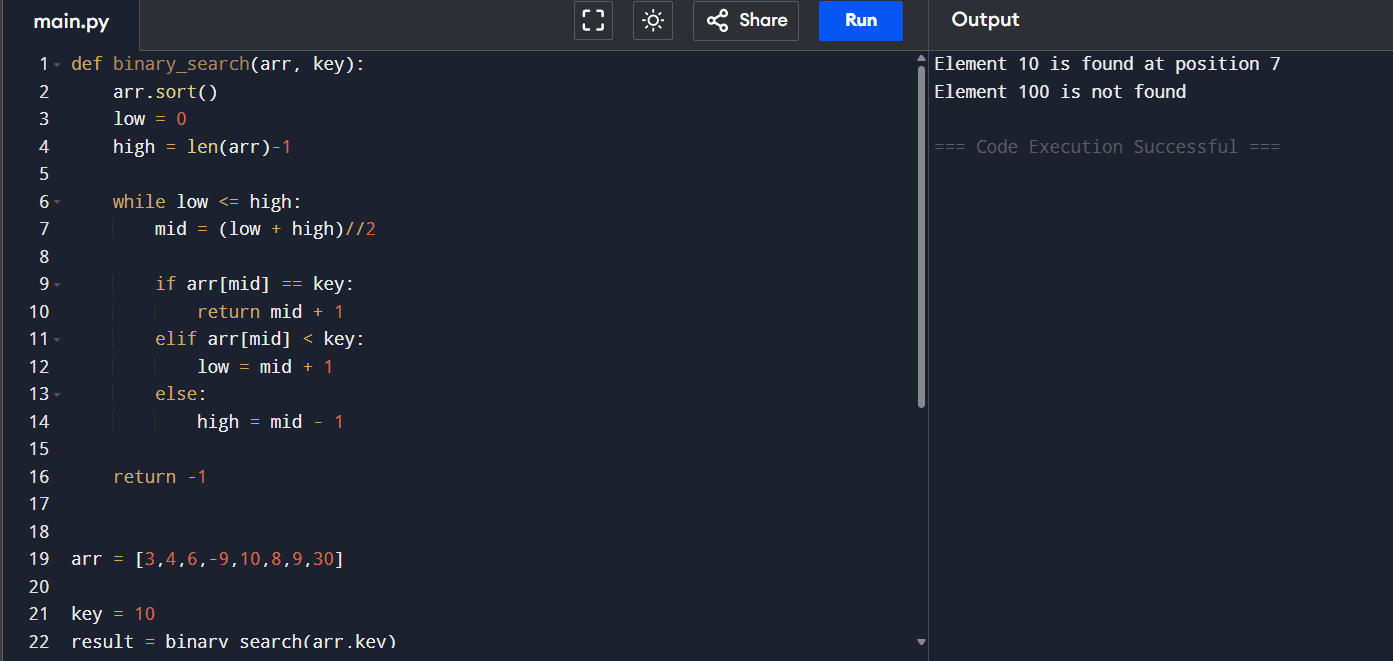 main.py
Share
Run
Output
1 def binary_search(arr, key):
2     arr.sort()
3     low = 0
4     high = len(arr)-1
5
6     while low <= high:
7         mid = (low + high)//2
8
9         if arr[mid] == key:
10             return mid + 1
11         elif arr[mid] < key:
12             low = mid + 1
13         else:
14             high = mid - 1
15
16     return -1
17
18
19 arr = [3,4,6,-9,10,8,9,30]
20
21 key = 10
22 result = binary_search(arr,key)
Element 10 is found at position 7
Element 100 is not found
=== Code Execution Successful ===